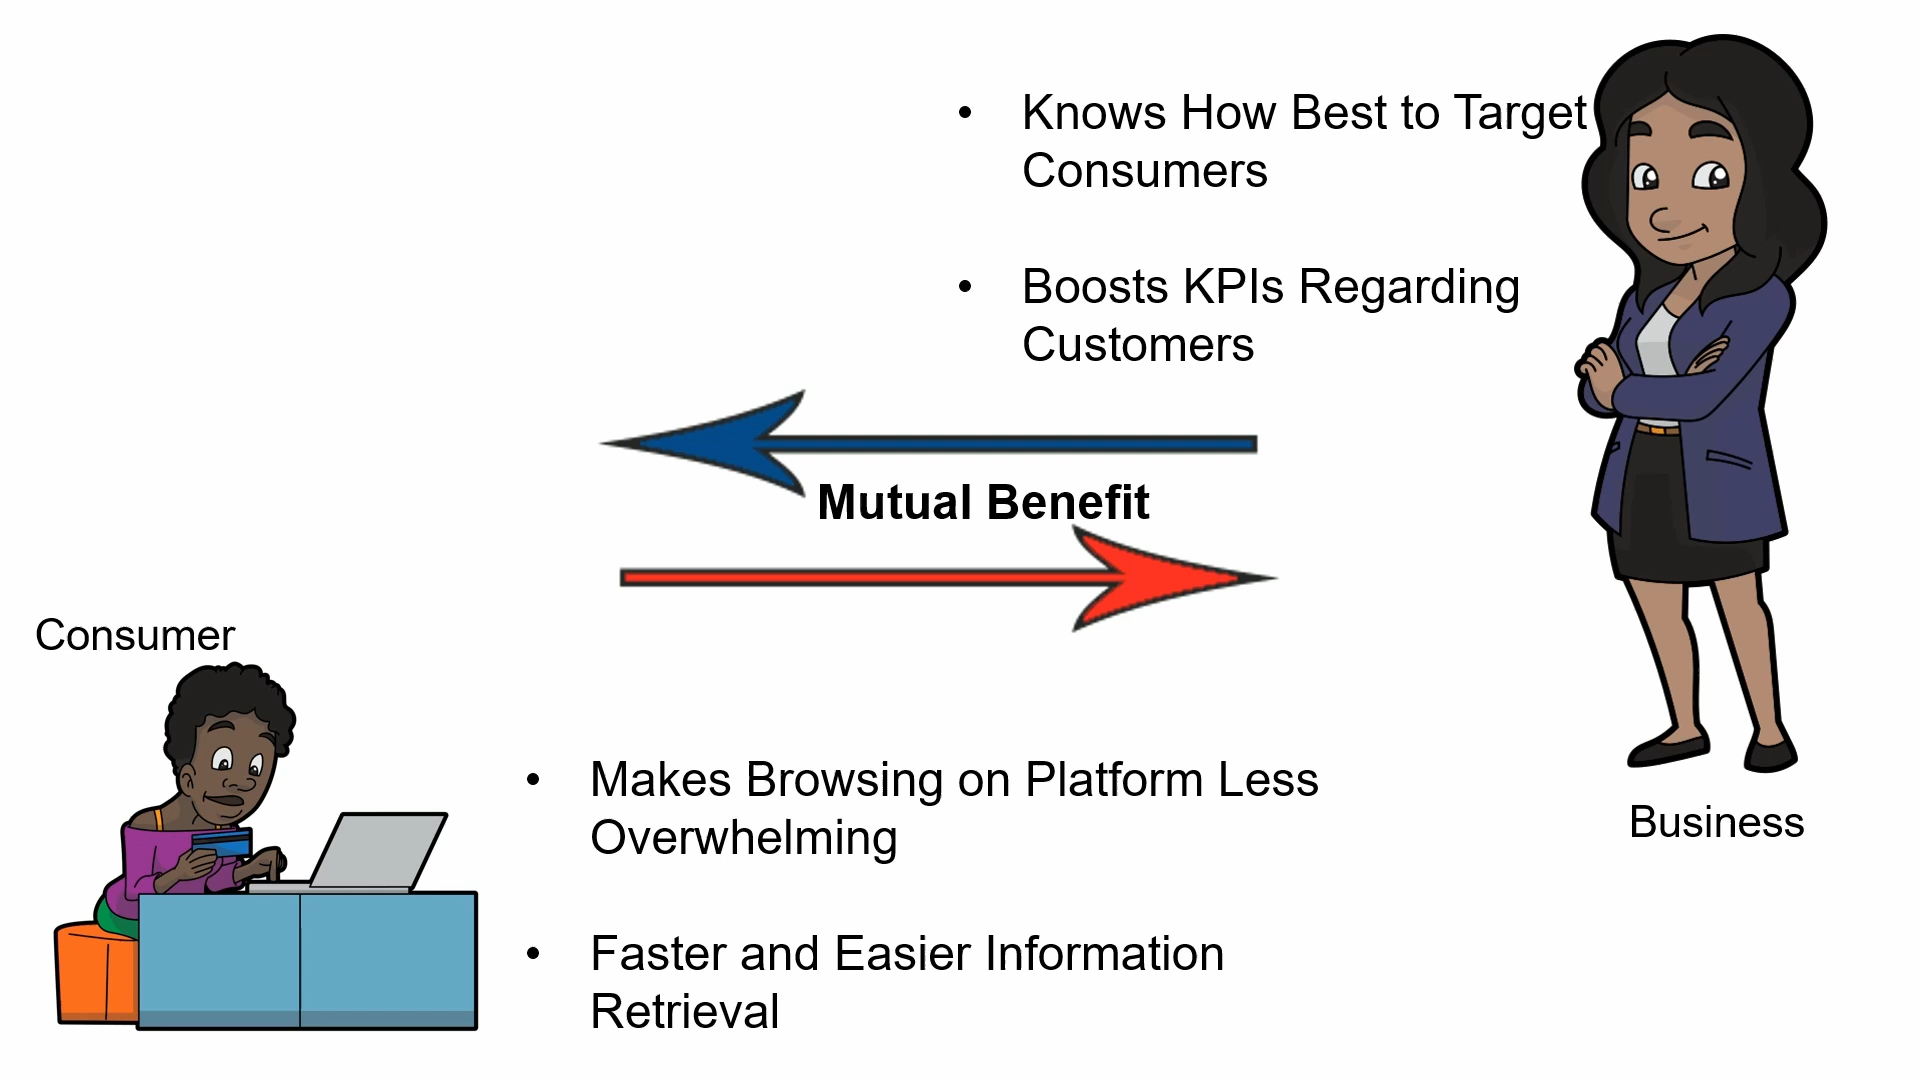 • Knows How Best to Target
Consumers
• Boosts KPIs Regarding
Customers
Mutual Benefit
Consumer
• Makes Browsing on Platform Less
Overwhelming
• Faster and Easier Information
Retrieval
Business